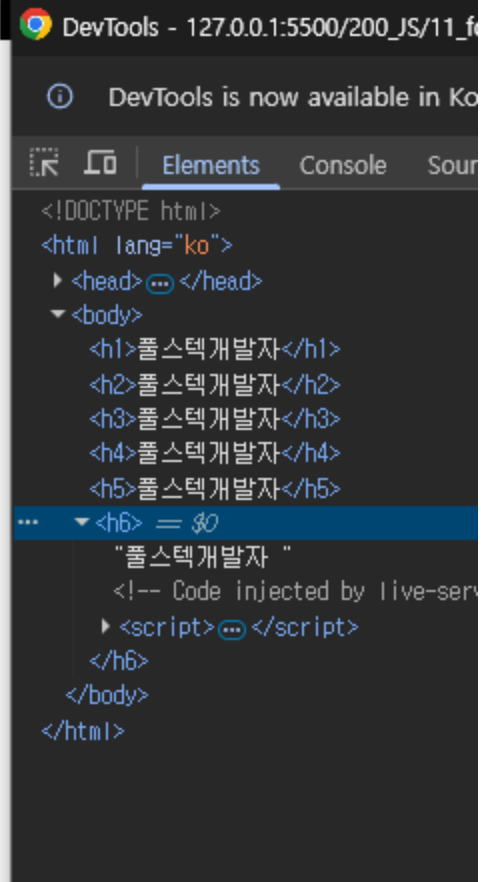 DevTools - 127.0.0.1:5500/200_JS/11_f
DevTools is now available in Ko
Elements Console Sour
<!DOCTYPE html>
<html lang="ko">
<head>⋯</head>
<body>
<h1>풀스텍개발자</h1>
<h2>풀스텍개발자</h2>
<h3>풀스텍개발자</h3>
<h4>풀스텍개발자</h4>
<h5>풀스텍개발자</h5>
<h6> == $0
"풀스텍개발자 "
<!-- Code injected by live-serv
<script>⋯</script>
</h6>
</body>
</html>